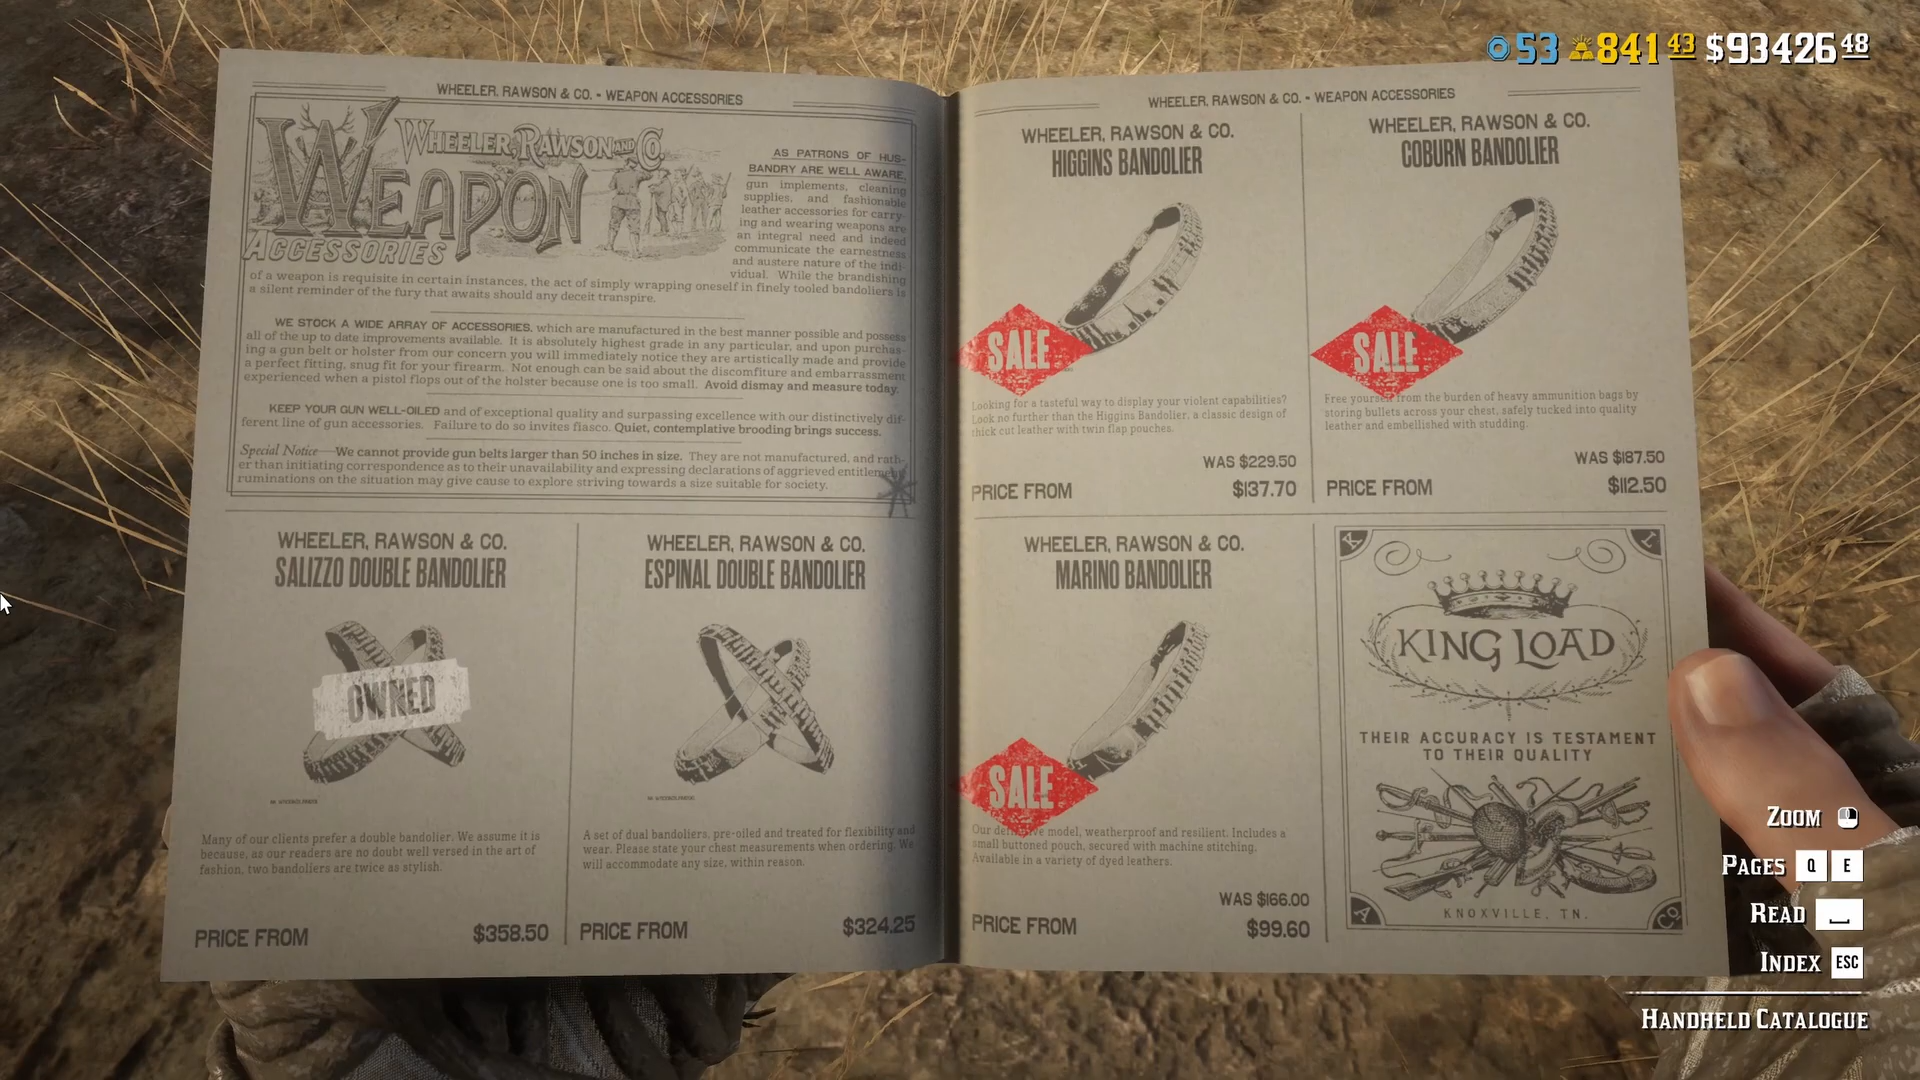 53 841 43 $93426 48
WHEELER, RAWSON & CO. - WEAPON ACCESSORIES
WHEELER, RAWSON AND CO.
WEAPON
ACCESSORIES
AS PATRONS OF HUS-
BANDRY ARE WELL AWARE,
gun implements, cleaning
supplies, and fashionable
leather accessories for carry-
ing and wearing weapons are
an integral need and indeed
communicate the earnestness
and austere nature of the indi-
vidual. While the brandishing
of a weapon is requisite in certain instances, the act of simply wrapping oneself in finely tooled bandoliers is
a silent reminder of the fury that awaits should any deceit transpire.
WE STOCK A WIDE ARRAY OF ACCESSORIES, which are manufactured in the best manner possible and possess
all of the up to date improvements available. It is absolutely highest grade in any particular, and upon purchas-
ing a gun belt or holster from our concern you will immediately notice they are artistically made and provide
a perfect fitting, snug fit for your firearm. Not enough can be said about the discomfiture and embarrassment
experienced when a pistol flops out of the holster because one is too small. Avoid dismay and measure today.
KEEP YOUR GUN WELL-OILED and of exceptional quality and surpassing excellence with our distinctively dif-
ferent line of gun accessories. Failure to do so invites fiasco. Quiet, contemplative brooding brings success.
Special Notice—We cannot provide gun belts larger than 50 inches in size. They are not manufactured, and rath-
er than initiating correspondence as to their unavailability and expressing declarations of aggrieved entitlement
ruminations on the situation may give cause to explore striving towards a size suitable for society.
WHEELER, RAWSON & CO.
SALIZZO DOUBLE BANDOLIER
OWNED
Many of our clients prefer a double bandolier. We assume it is
because, as our readers are no doubt well versed in the art of
fashion, two bandoliers are twice as stylish.
PRICE FROM $358.50
WHEELER, RAWSON & CO.
ESPINAL DOUBLE BANDOLIER
A set of dual bandoliers, pre-oiled and treated for flexibility and
wear. Please state your chest measurements when ordering. We
will accommodate any size, within reason.
PRICE FROM $324.25
WHEELER, RAWSON & CO. - WEAPON ACCESSORIES
WHEELER, RAWSON & CO.
HIGGINS BANDOLIER
SALE
Looking for a tasteful way to display your violent capabilities?
Look no further than the Higgins Bandolier, a classic design of
thick cut leather with twin flap pouches.
WAS $229.50
PRICE FROM $137.70
WHEELER, RAWSON & CO.
COBURN BANDOLIER
SALE
Free yourself from the burden of heavy ammunition bags by
storing bullets across your chest, safely tucked into quality
leather and embellished with studding.
WAS $187.50
PRICE FROM $112.50
WHEELER, RAWSON & CO.
MARINO BANDOLIER
SALE
Our definitive model, weatherproof and resilient. Includes a
small buttoned pouch, secured with machine stitching.
Available in a variety of dyed leathers.
WAS $166.00
PRICE FROM $99.60
K L
KING LOAD
THEIR ACCURACY IS TESTAMENT
TO THEIR QUALITY
KNOXVILLE, TN.
A Co
ZOOM
PAGES Q E
READ
INDEX ESC
HANDHELD CATALOGUE